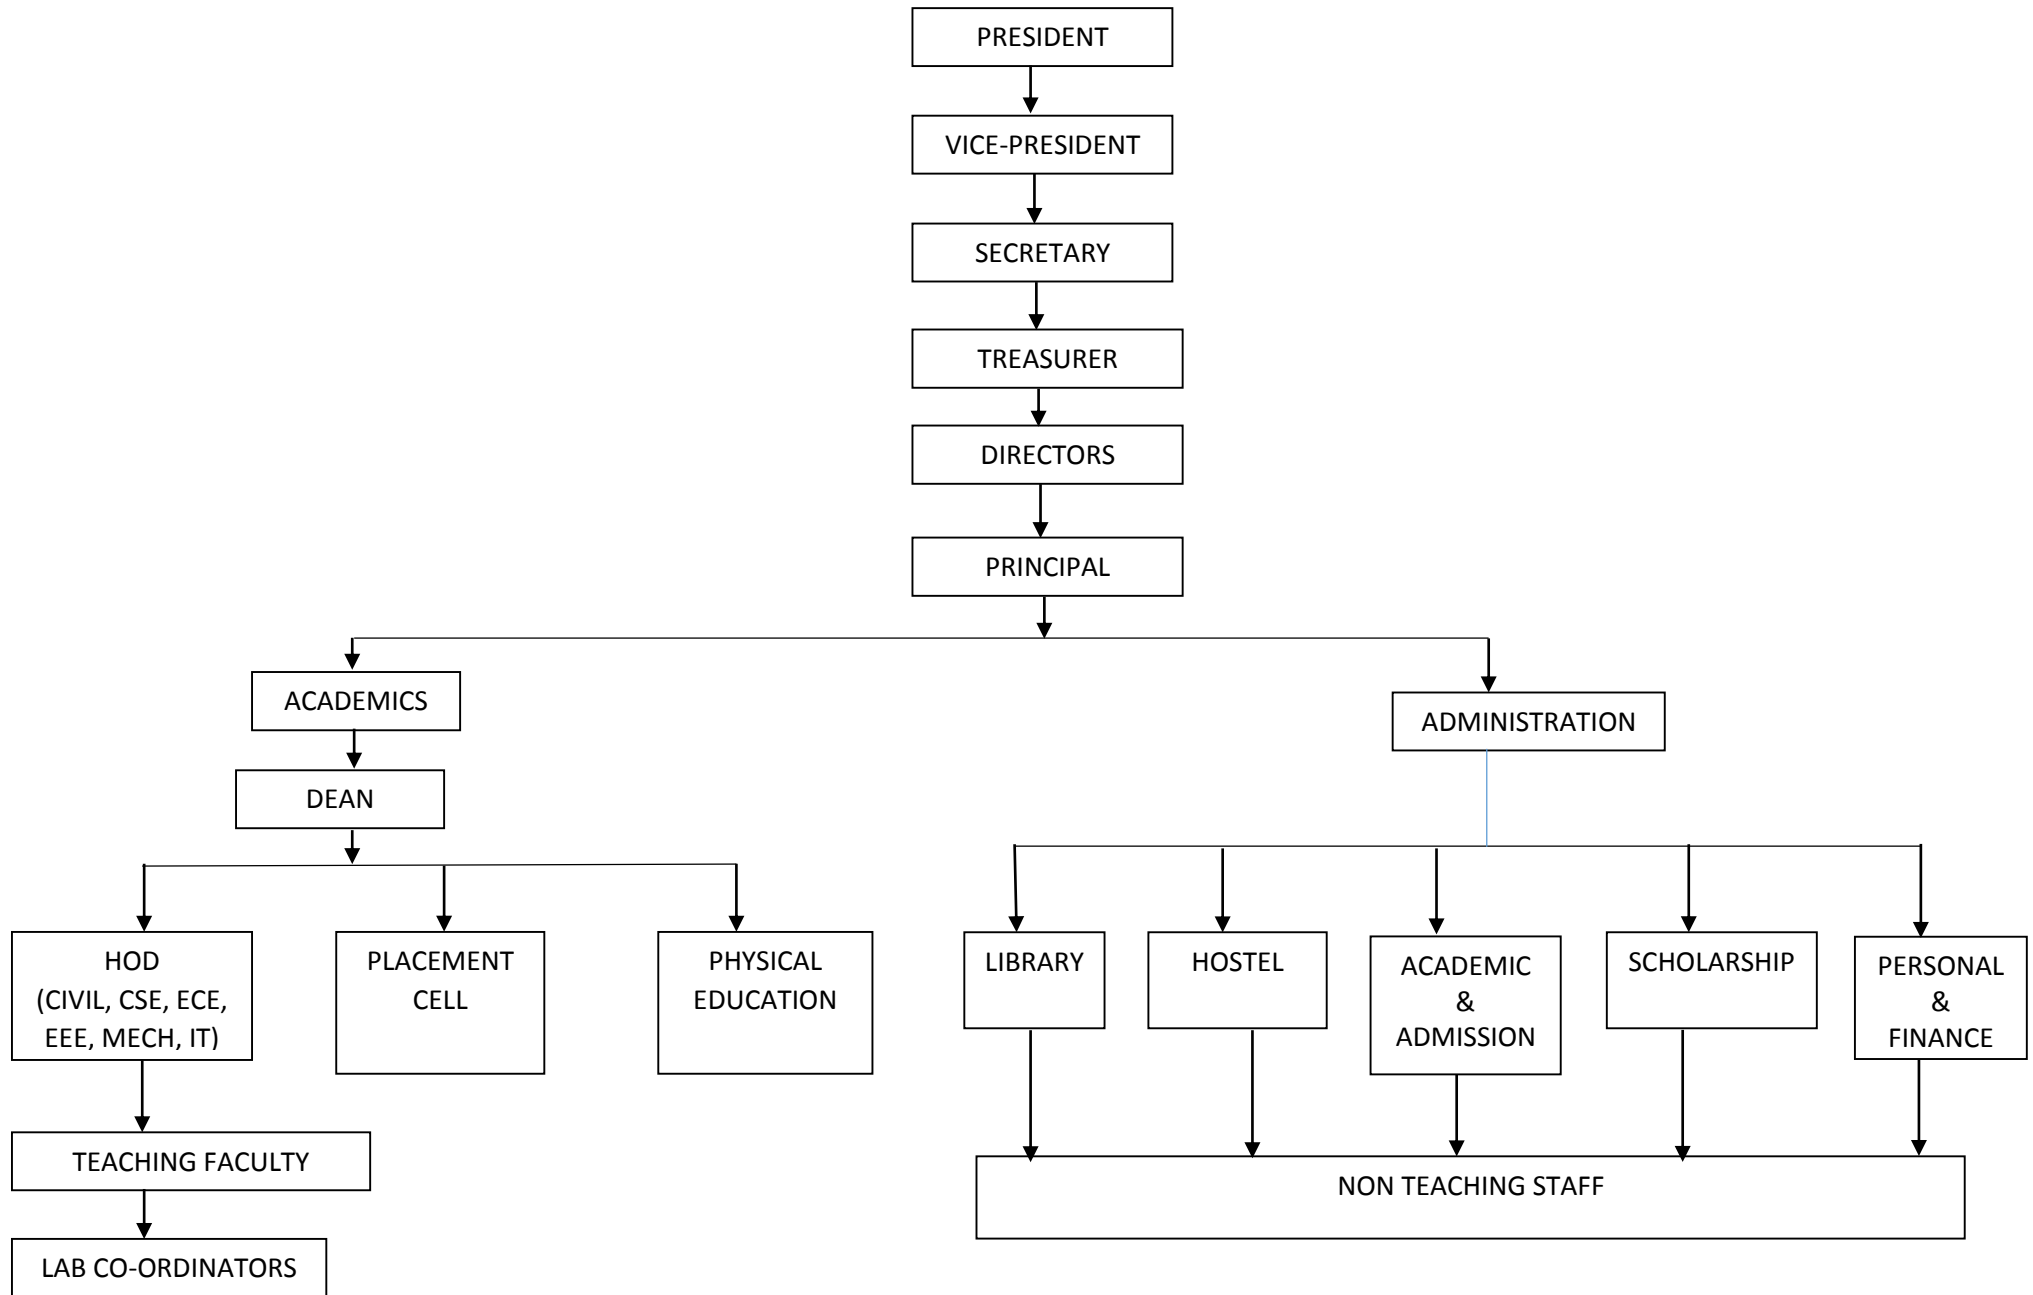 PRESIDENT
VICE-PRESIDENT
SECRETARY
TREASURER
DIRECTORS
PRINCIPAL
ACADEMICS
ADMINISTRATION
DEAN
HOD
(CIVIL, CSE, ECE,
EEE, MECH, IT)
PLACEMENT
CELL
PHYSICAL
EDUCATION
LIBRARY
HOSTEL
ACADEMIC
&
ADMISSION
SCHOLARSHIP
PERSONAL
&
FINANCE
TEACHING FACULTY
NON TEACHING STAFF
LAB CO-ORDINATORS